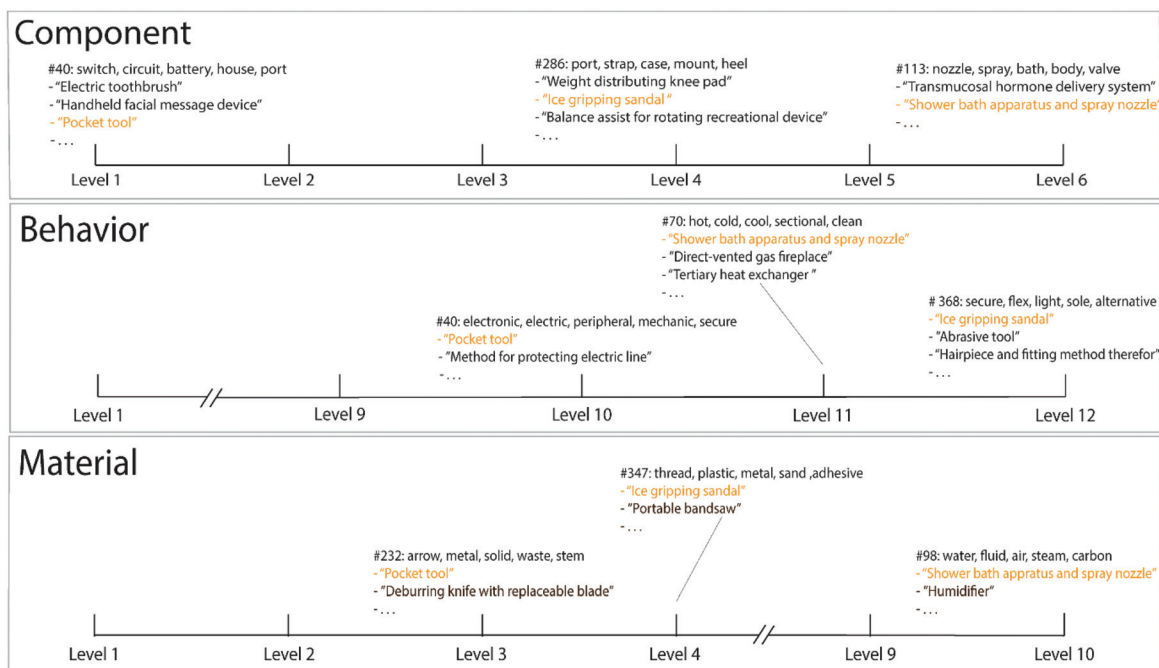 Component
#40: switch, circuit, battery, house, port
- "Electric toothbrush"
- "Handheld facial message device"
- "Pocket tool"
- . . .
#286: port, strap, case, mount, heel
- "Weight distributing knee pad"
- "Ice gripping sandal"
- "Balance assist for rotating recreational device"
- . . .
#113: nozzle, spray, bath, body, valve
- "Transmucosal hormone delivery system"
- "Shower bath apparatus and spray nozzle"
- . . .
Level 1
Level 2
Level 3
Level 4
Level 5
Level 6
Behavior
#70: hot, cold, cool, sectional, clean
- "Shower bath apparatus and spray nozzle"
- "Direct-vented gas fireplace"
- "Tertiary heat exchanger "
- . . .
#40: electronic, electric, peripheral, mechanic, secure
- "Pocket tool"
- "Method for protecting electric line"
- . . .
# 368: secure, flex, light, sole, alternative
- "Ice gripping sandal"
- "Abrasive tool"
- "Hairpiece and fitting method therefor"
- . . .
Level 1
Level 9
Level 10
Level 11
Level 12
Material
#347: thread, plastic, metal, sand ,adhesive
- "Ice gripping sandal"
- "Portable bandsaw"
- . . .
#232: arrow, metal, solid, waste, stem
- "Pocket tool"
- "Deburring knife with replaceable blade"
- . . .
#98: water, fluid, air, steam, carbon
- "Shower bath appratus and spray nozzle"
- "Humidifier"
- . . .
Level 1
Level 2
Level 3
Level 4
Level 9
Level 10